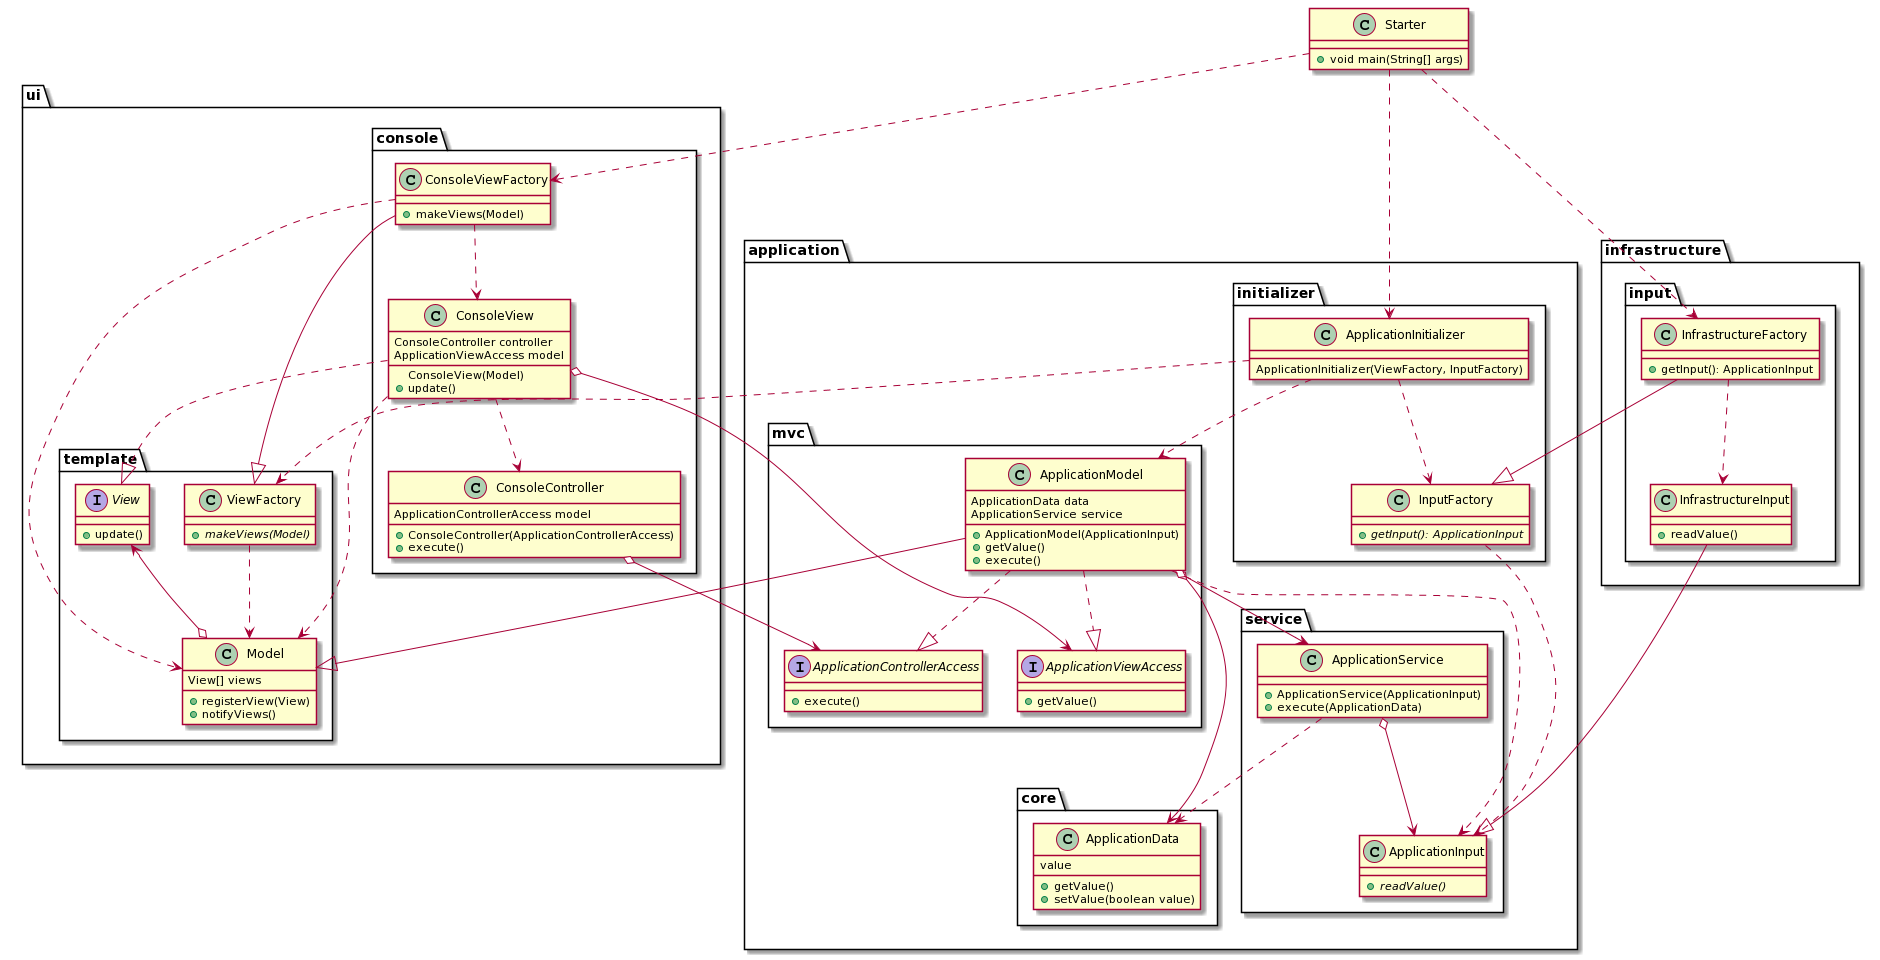 C Starter
void main(String[] args)
ui
console
C ConsoleViewFactory
makeViews(Model)
C ConsoleView
ConsoleController controller
ApplicationViewAccess model
ConsoleView(Model)
update()
C ConsoleController
ApplicationControllerAccess model
ConsoleController(ApplicationControllerAccess)
execute()
template
I View
update()
C ViewFactory
makeViews(Model)
C Model
View[] views
registerView(View)
notifyViews()
application
initializer
C ApplicationInitializer
ApplicationInitializer(ViewFactory, InputFactory)
C InputFactory
getInput(): ApplicationInput
mvc
C ApplicationModel
ApplicationData data
ApplicationService service
ApplicationModel(ApplicationInput)
getValue()
execute()
I ApplicationControllerAccess
execute()
I ApplicationViewAccess
getValue()
service
C ApplicationService
ApplicationService(ApplicationInput)
execute(ApplicationData)
C ApplicationInput
readValue()
core
C ApplicationData
value
getValue()
setValue(boolean value)
infrastructure
input
C InfrastructureFactory
getInput(): ApplicationInput
C InfrastructureInput
readValue()